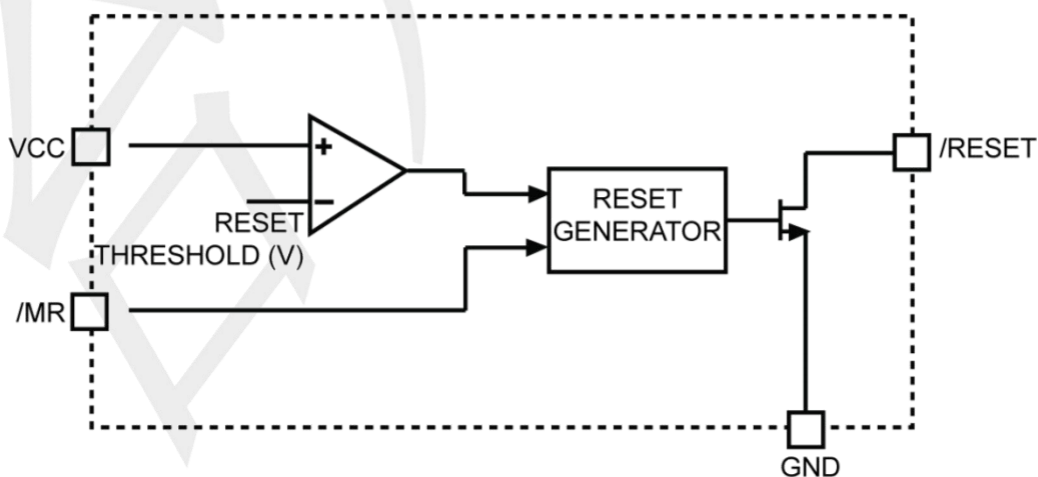 VCC
+
−
/RESET
RESET
GENERATOR
RESET
THRESHOLD (V)
/MR
GND